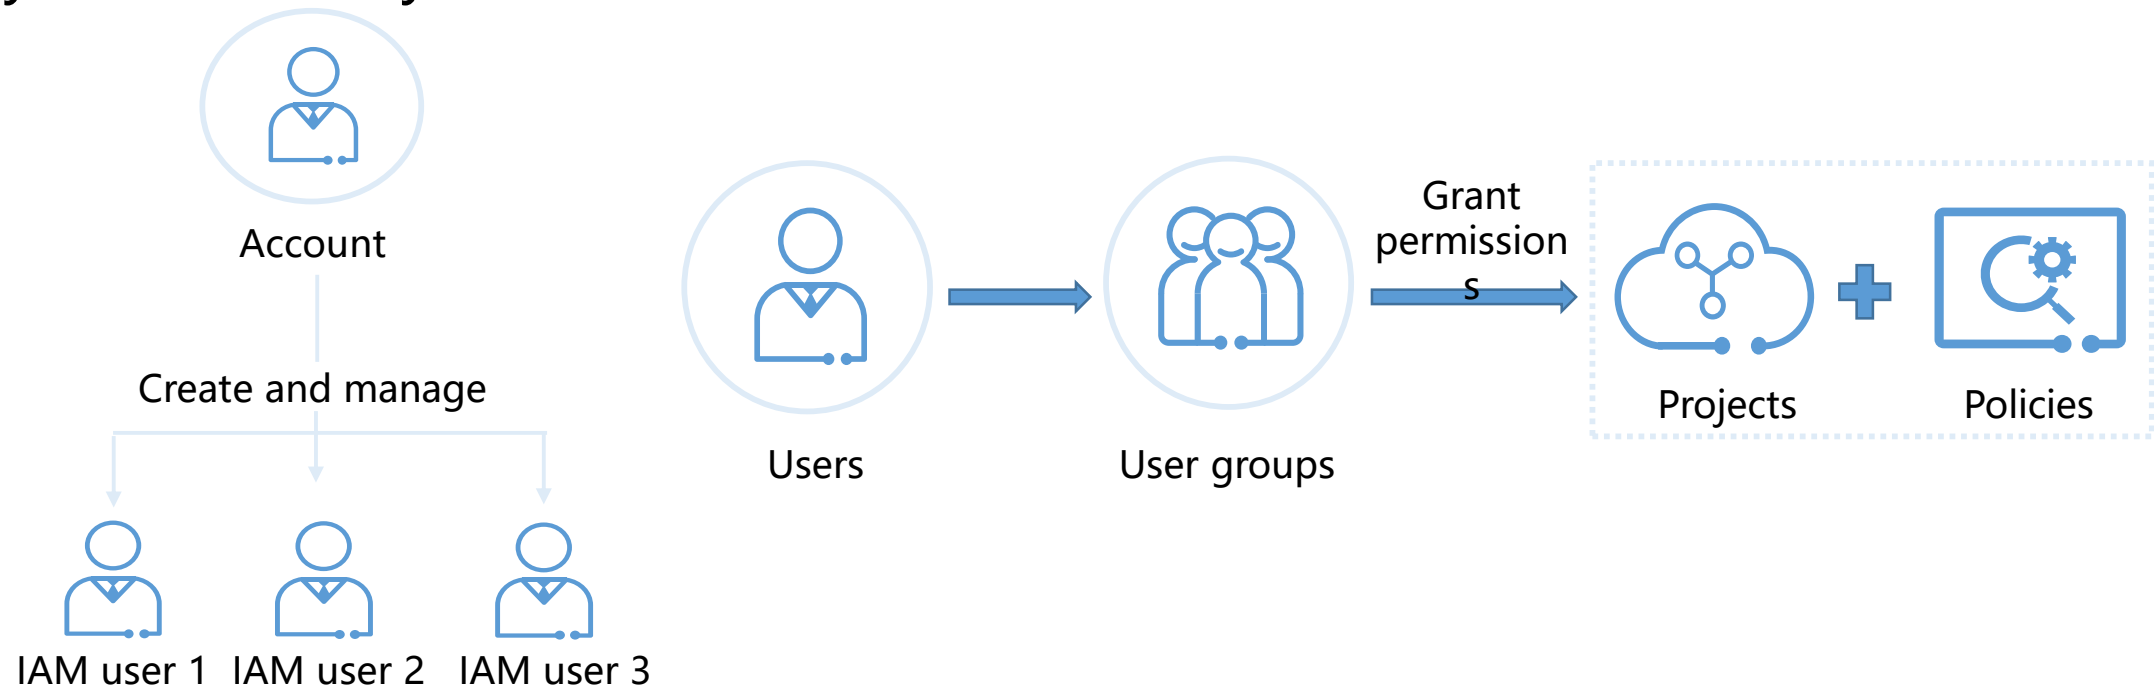 Account
Create and manage
IAM user 1
IAM user 2
IAM user 3
Users
User groups
Grant
permission
s
Projects
Policies